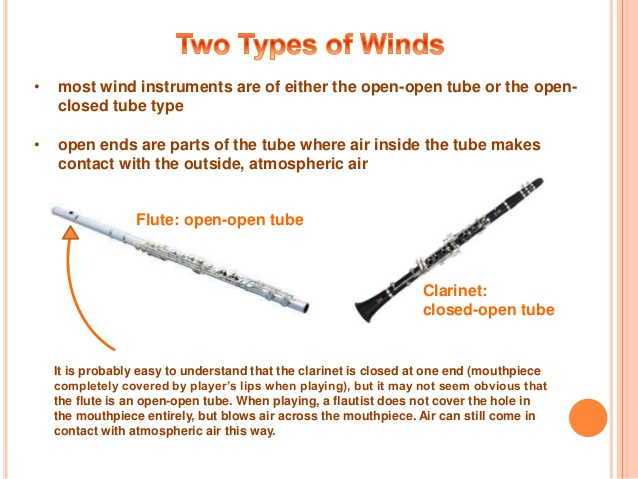 Two Types of Winds
• most wind instruments are of either the open-open tube or the open-
closed tube type
• open ends are parts of the tube where air inside the tube makes
contact with the outside, atmospheric air
Flute: open-open tube
Clarinet:
closed-open tube
It is probably easy to understand that the clarinet is closed at one end (mouthpiece
completely covered by player's lips when playing), but it may not seem obvious that
the flute is an open-open tube. When playing, a flautist does not cover the hole in
the mouthpiece entirely, but blows air across the mouthpiece. Air can still come in
contact with atmospheric air this way.